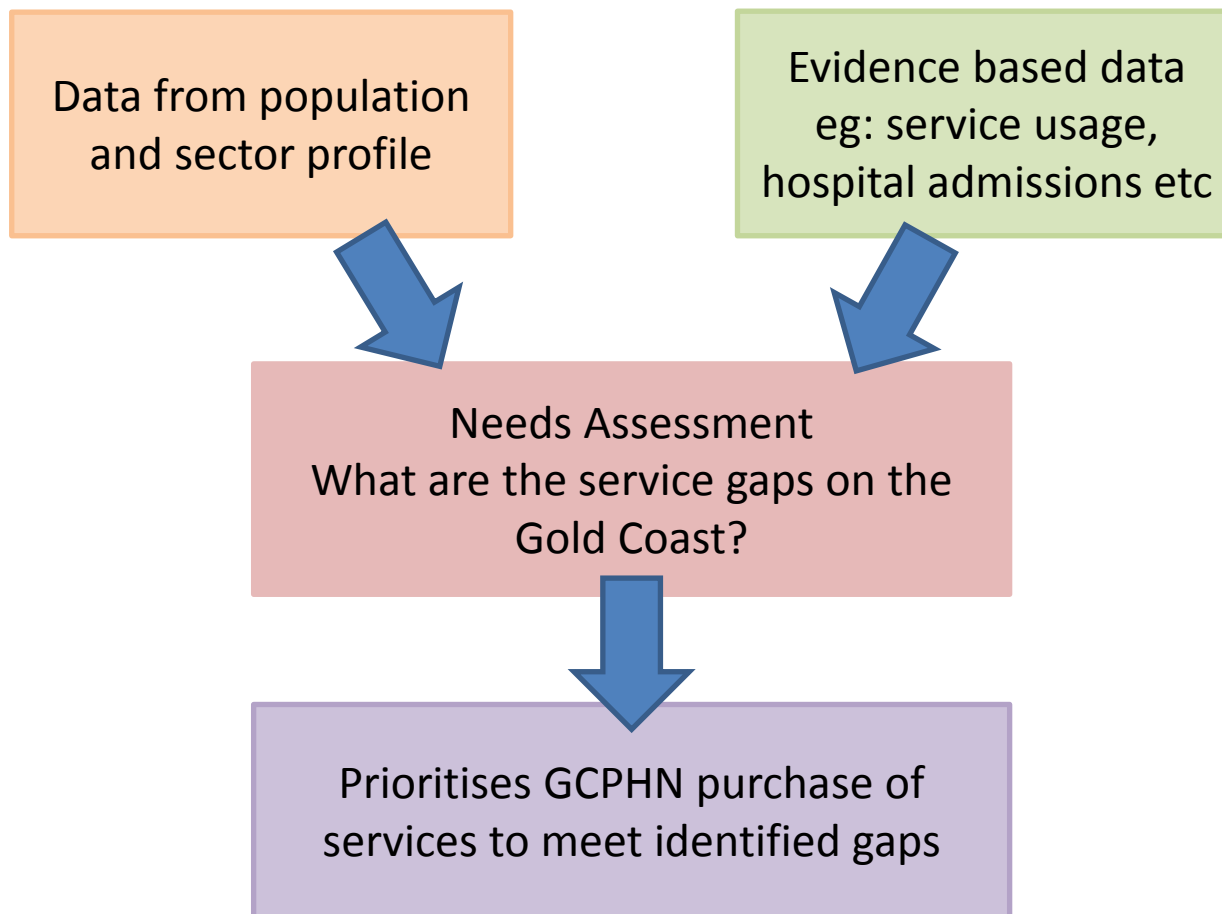 Data from population
and sector profile
Evidence based data
eg: service usage,
hospital admissions etc
Needs Assessment
What are the service gaps on the
Gold Coast?
Prioritises GCPHN purchase of
services to meet identified gaps